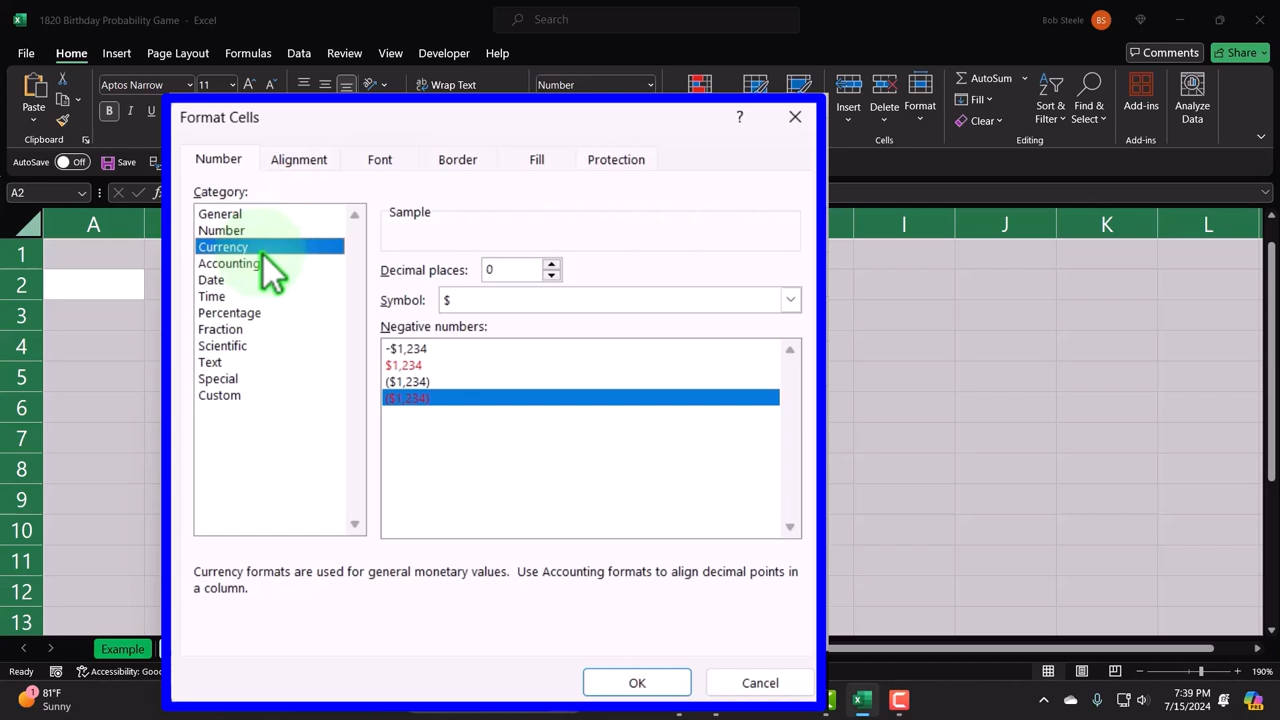 1820 Birthday Probability Game - Excel
Search
Bob Steele BS
File Home Insert Page Layout Formulas Data Review View Developer Help
Comments Share
Paste
Aptos Narrow 11
Wrap Text
Number
Insert Delete Format
AutoSum
Fill
Clear
Sort & Filter
Find & Select
Add-ins
Analyze Data
Clipboard
Cells
Editing
Add-ins
AutoSave Off Save
A2
Format Cells
Number Alignment Font Border Fill Protection
Category:
General
Number
Currency
Accounting
Date
Time
Percentage
Fraction
Scientific
Text
Special
Custom
Sample
Decimal places: 0
Symbol: $
Negative numbers:
-$1,234
$1,234
($1,234)
($1,234)
Currency formats are used for general monetary values. Use Accounting formats to align decimal points in
a column.
OK Cancel
A I J K L
1
2
3
4
5
6
7
8
9
10
11
12
13
Example
Ready Accessibility: Good
190%
81°F
Sunny
7:39 PM
7/15/2024